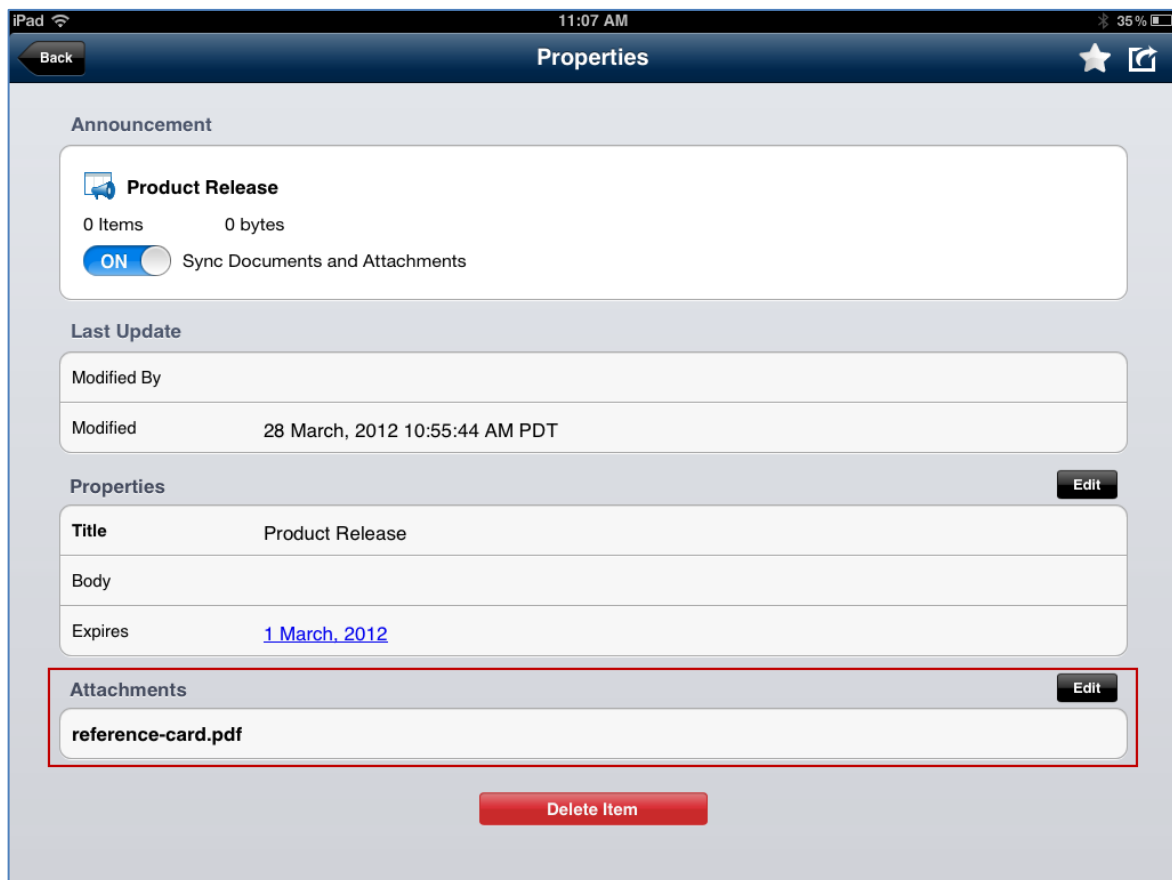 iPad 11:07 AM 35%
Back Properties
Announcement
Product Release
0 Items 0 bytes
ON Sync Documents and Attachments
Last Update
Modified By
Modified 28 March, 2012 10:55:44 AM PDT
Properties Edit
Title Product Release
Body
Expires 1 March, 2012
Attachments Edit
reference-card.pdf
Delete Item